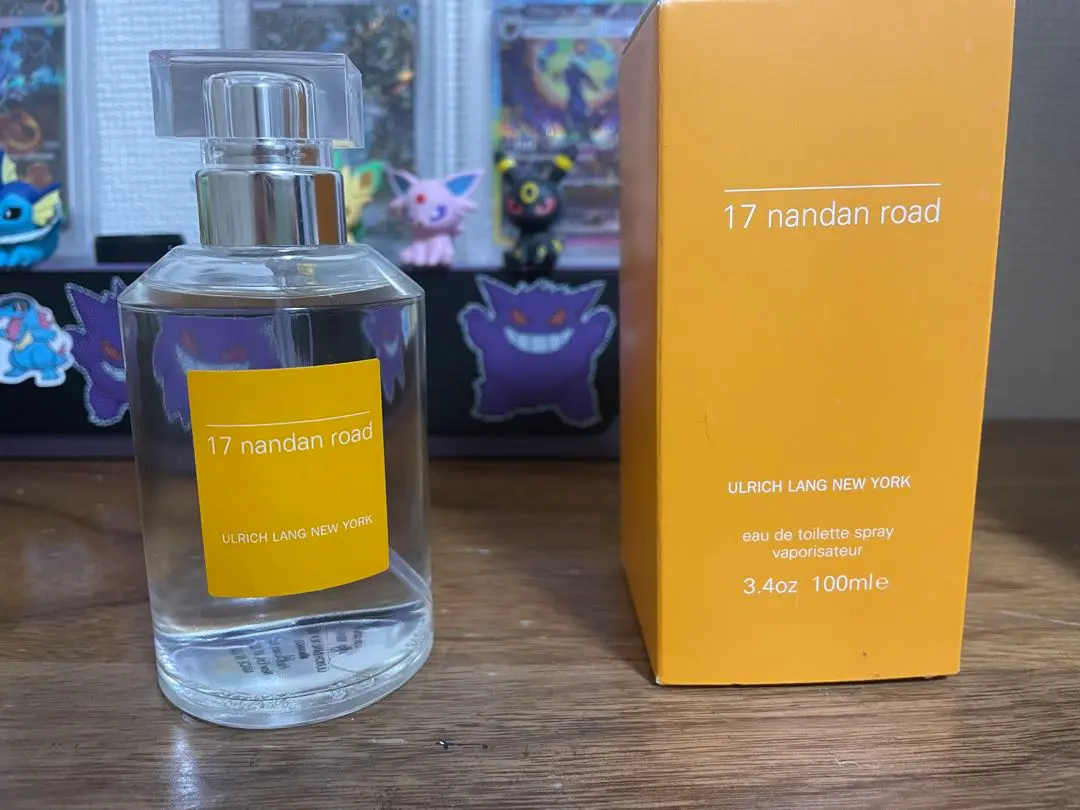 17 nandan road
ULRICH LANG NEW YORK
17 nandan road
ULRICH LANG NEW YORK
eau de toilette spray
vaporisateur
3.4oz 100ml℮